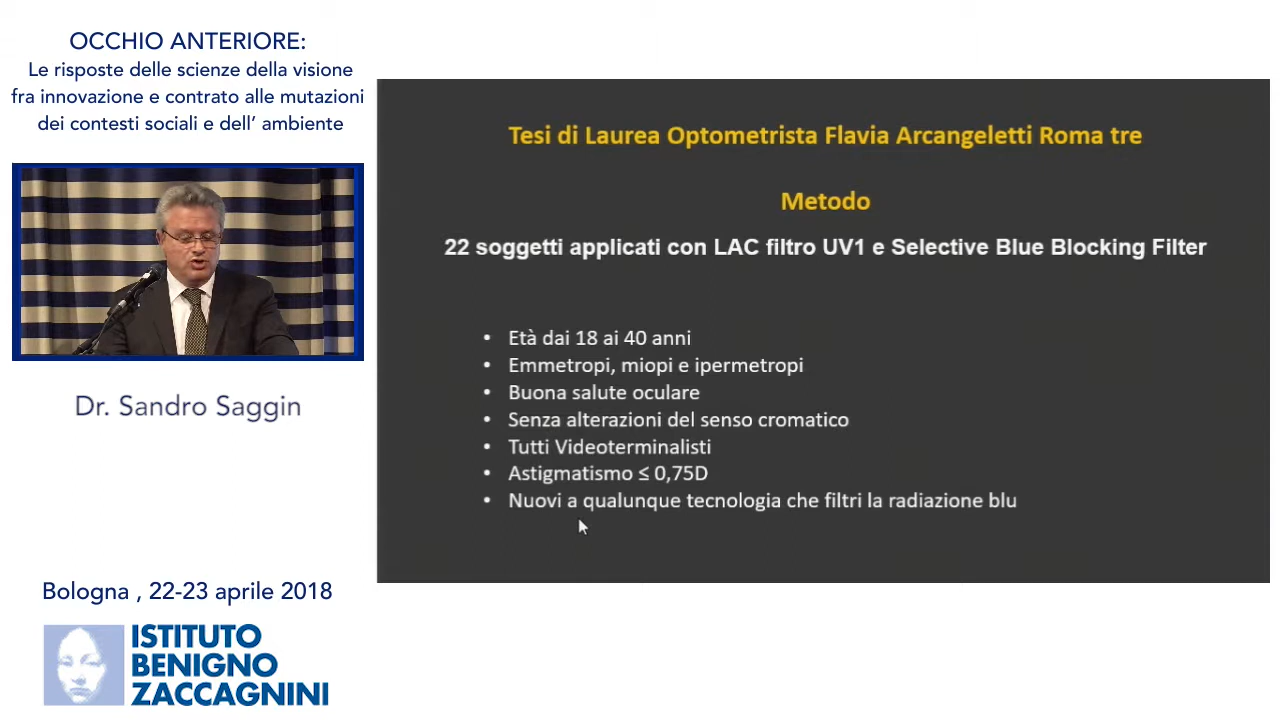 OCCHIO ANTERIORE:
Le risposte delle scienze della visione
fra innovazione e contrato alle mutazioni
dei contesti sociali e dell' ambiente
Dr. Sandro Saggin
Bologna , 22-23 aprile 2018
ISTITUTO
BENIGNO
ZACCAGNINI
Tesi di Laurea Optometrista Flavia Arcangeletti Roma tre
Metodo
22 soggetti applicati con LAC filtro UV1 e Selective Blue Blocking Filter
• Età dai 18 ai 40 anni
• Emmetropi, miopi e ipermetropi
• Buona salute oculare
• Senza alterazioni del senso cromatico
• Tutti Videoterminalisti
• Astigmatismo ≤ 0,75D
• Nuovi a qualunque tecnologia che filtri la radiazione blu